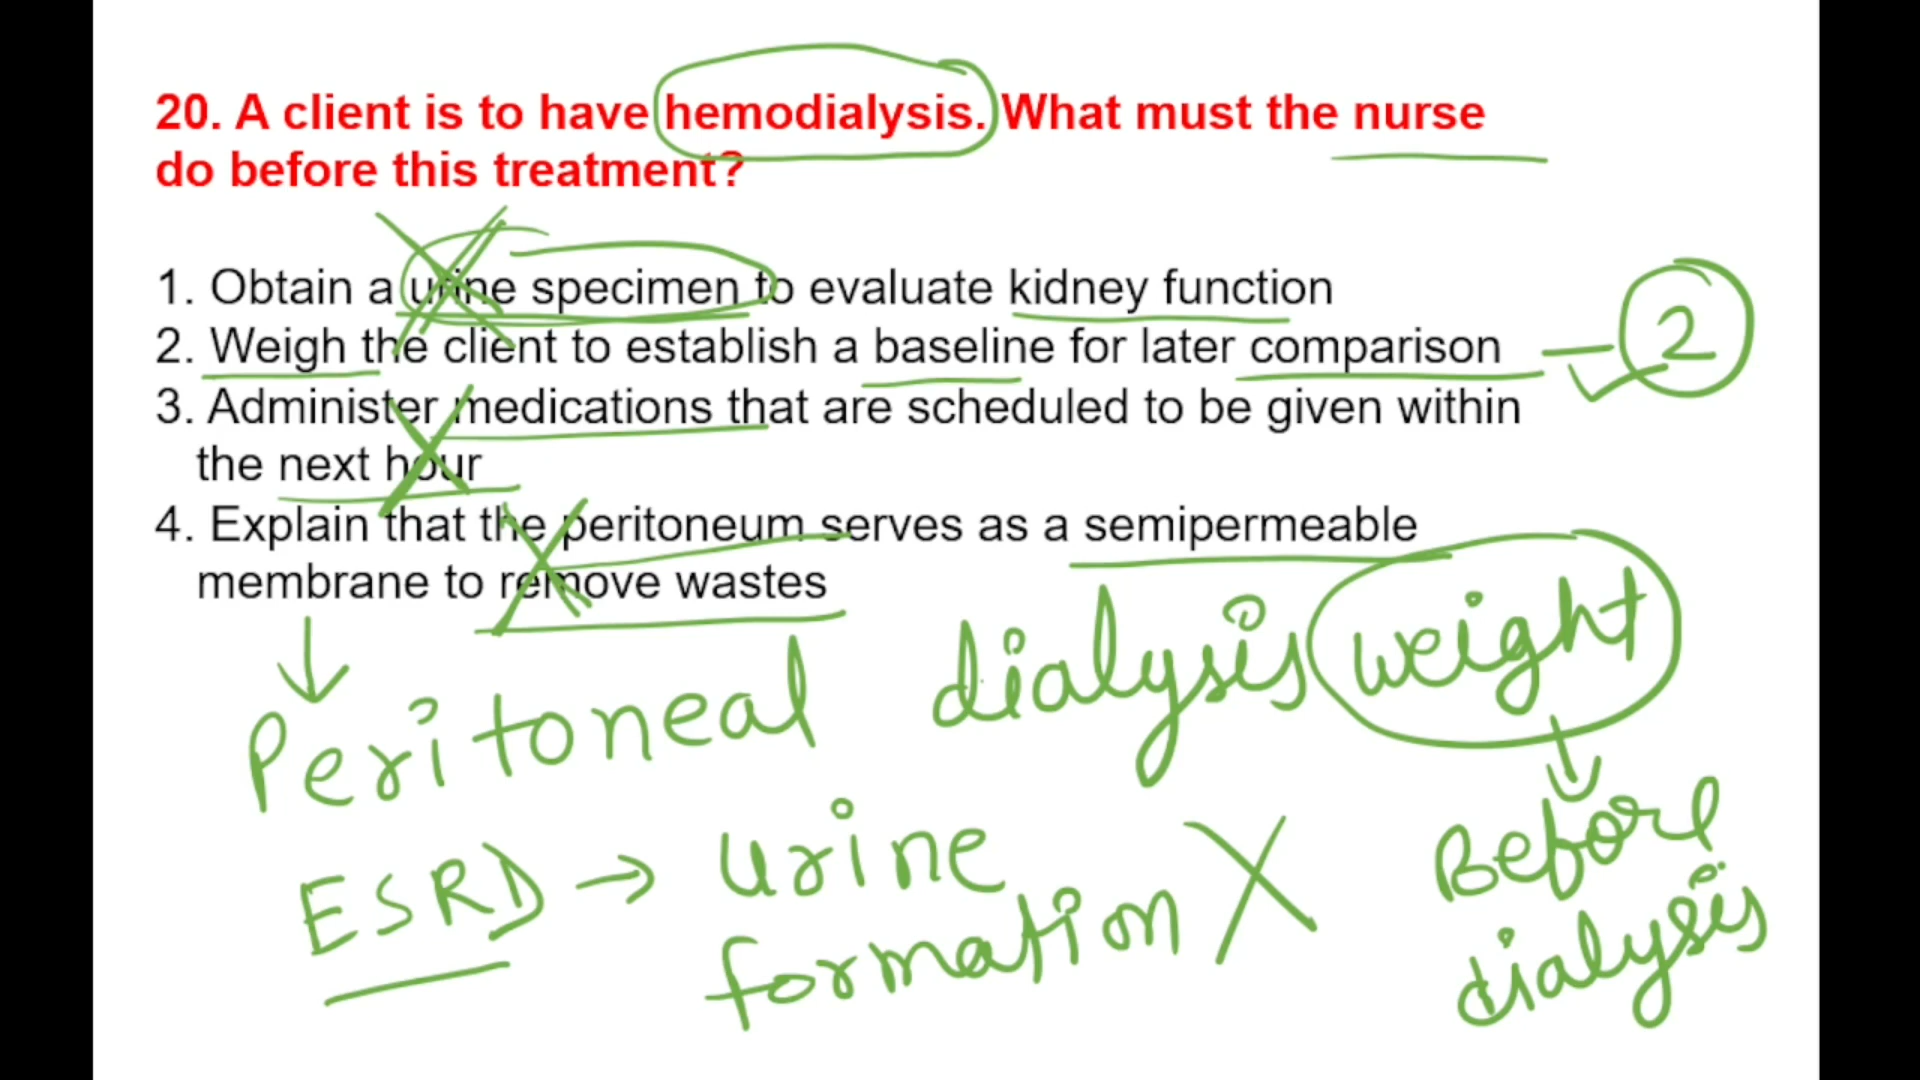 20. A client is to have hemodialysis. What must the nurse
do before this treatment?
1. Obtain a urine specimen to evaluate kidney function
2. Weigh the client to establish a baseline for later comparison
2
3. Administer medications that are scheduled to be given within
the next hour
4. Explain that the peritoneum serves as a semipermeable
membrane to remove wastes
Peritoneal dialysis
weight
Before
dialysis
ESRD → urine
formation X